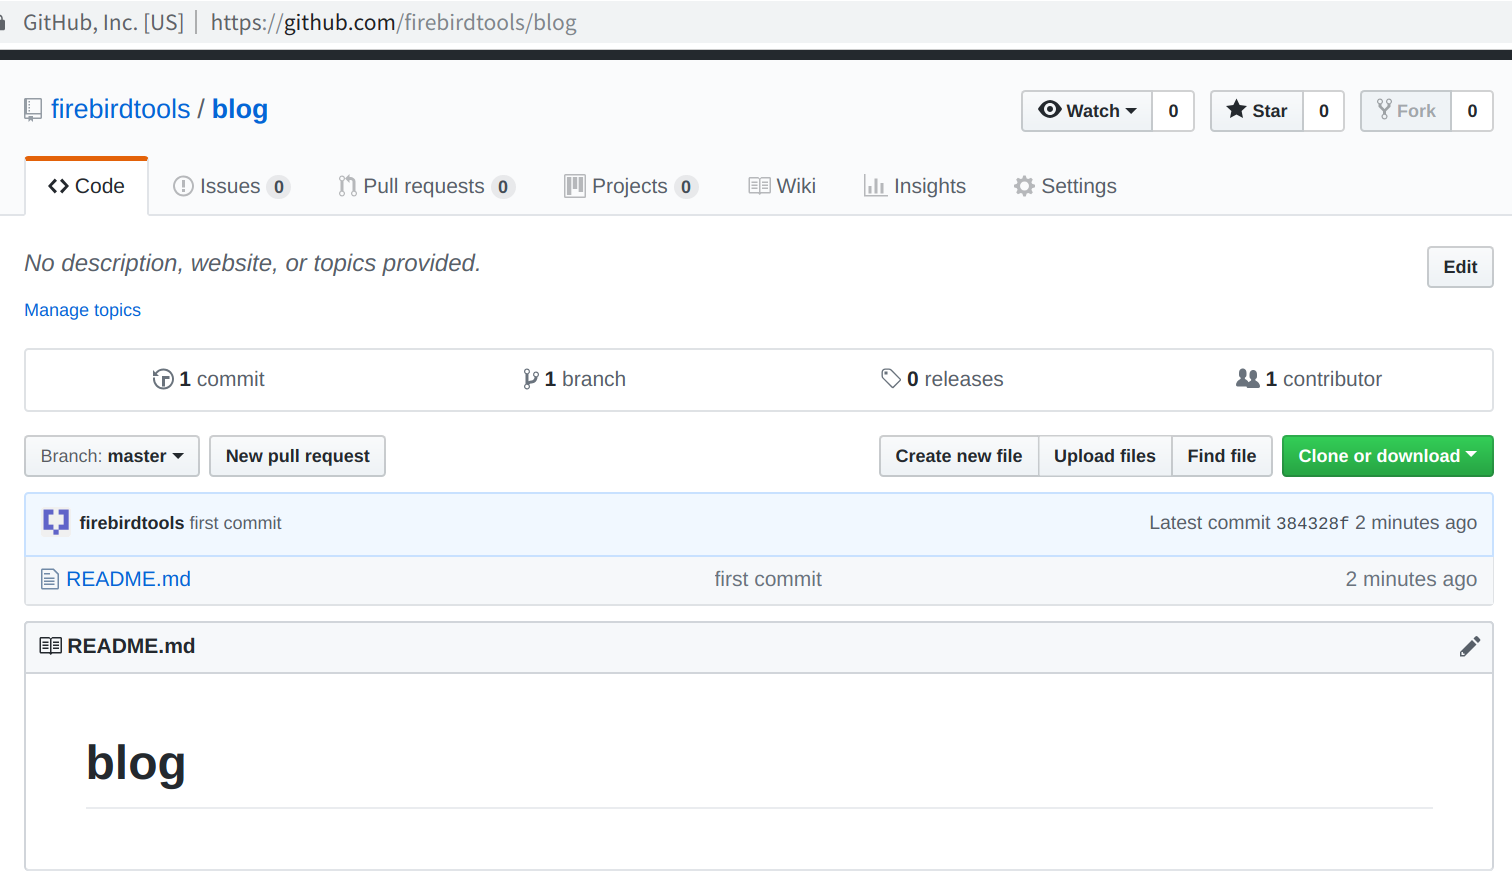 GitHub, Inc. [US] | https://github.com/firebirdtools/blog
firebirdtools / blog
Watch 0 Star 0 Fork 0
Code Issues 0 Pull requests 0 Projects 0 Wiki Insights Settings
No description, website, or topics provided. Edit
Manage topics
1 commit 1 branch 0 releases 1 contributor
Branch: master New pull request Create new file Upload files Find file Clone or download
firebirdtools first commit Latest commit 384328f 2 minutes ago
README.md first commit 2 minutes ago
README.md
blog